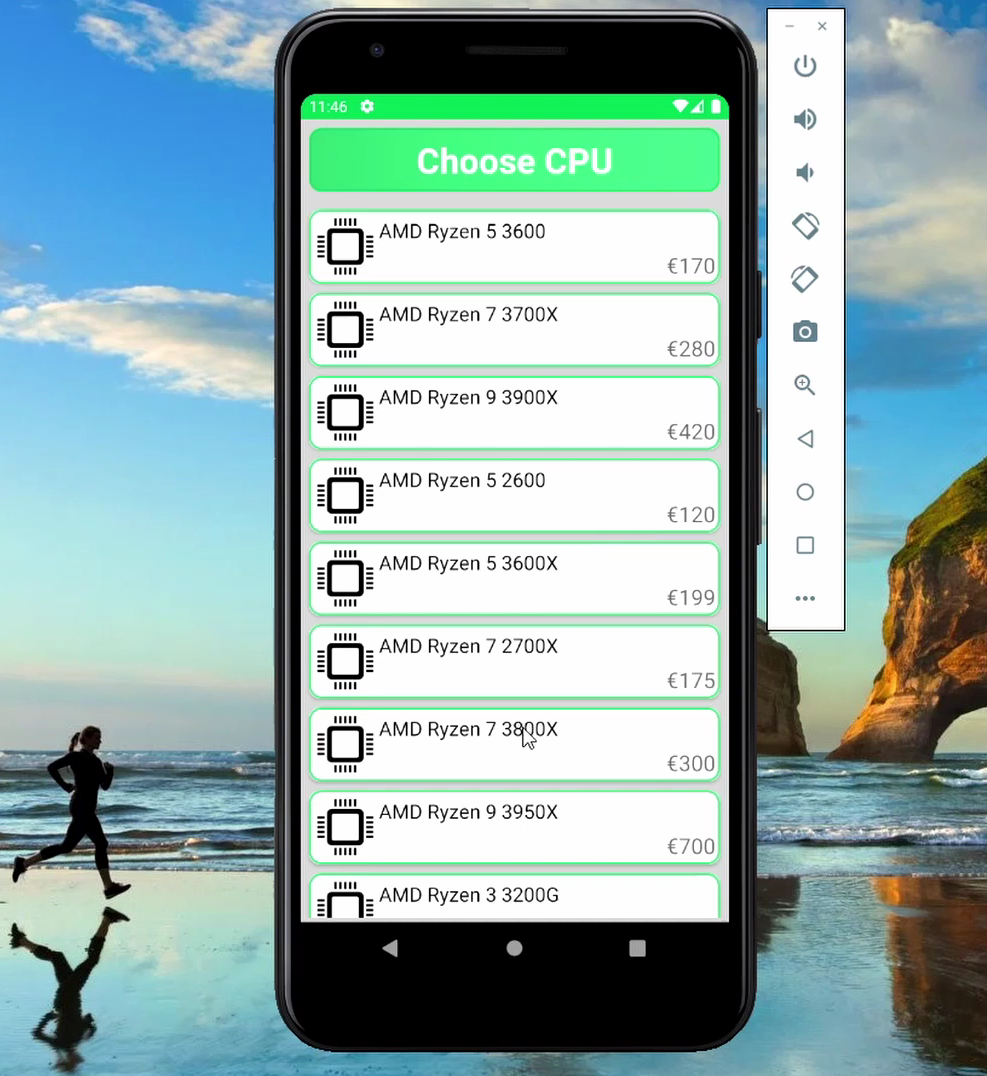 11:46
Choose CPU
AMD Ryzen 5 3600
€170
AMD Ryzen 7 3700X
€280
AMD Ryzen 9 3900X
€420
AMD Ryzen 5 2600
€120
AMD Ryzen 5 3600X
€199
AMD Ryzen 7 2700X
€175
AMD Ryzen 7 3800X
€300
AMD Ryzen 9 3950X
€700
AMD Ryzen 3 3200G